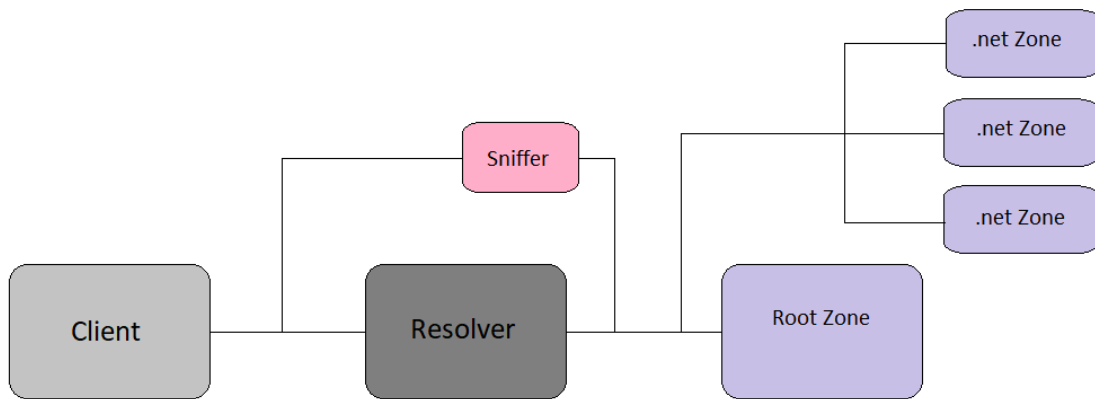 .net Zone
.net Zone
Sniffer
.net Zone
Client
Resolver
Root Zone